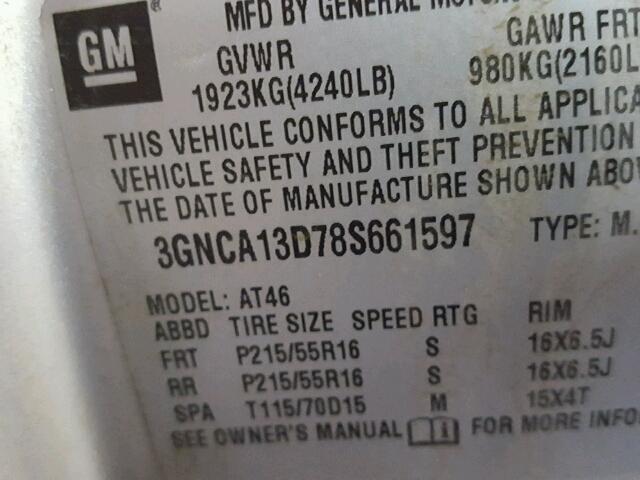 GM ®
MFD BY GENERAL
GVWR GAWR FRT
1923KG(4240LB) 980KG(2160L
THIS VEHICLE CONFORMS TO ALL APPLICA
VEHICLE SAFETY AND THEFT PREVENTION
THE DATE OF MANUFACTURE SHOWN ABO
3GNCA13D78S661597 TYPE: M.
MODEL: AT46
ABBD TIRE SIZE SPEED RTG RIM
FRT P215/55R16 S 16X6.5J
RR P215/55R16 S 16X6.5J
SPA T115/70D15 M 15X4T
SEE OWNER'S MANUAL i FOR MORE INFO